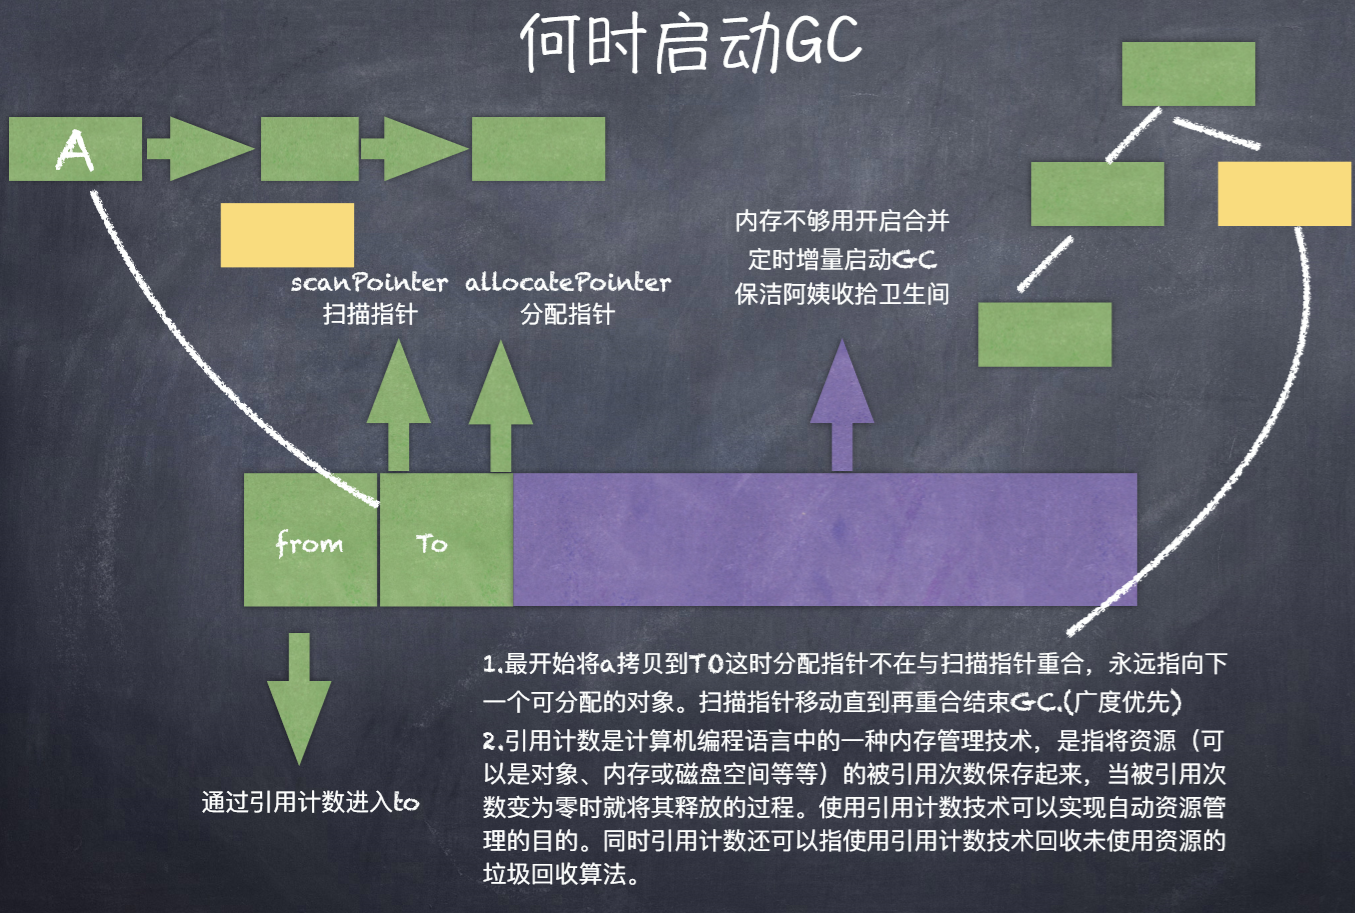 何时启动GC
A
scanPointer
扫描指针
allocatePointer
分配指针
内存不够用开启合并
定时增量启动GC
保洁阿姨收拾卫生间
from
To
通过引用计数进入to
1.最开始将a拷贝到TO这时分配指针不在与扫描指针重合，永远指向下
一个可分配的对象。扫描指针移动直到再重合结束GC.(广度优先)
2.引用计数是计算机编程语言中的一种内存管理技术，是指将资源（可
以是对象、内存或磁盘空间等等）的被引用次数保存起来，当被引用次
数变为零时就将其释放的过程。使用引用计数技术可以实现自动资源管
理的目的。同时引用计数还可以指使用引用计数技术回收未使用资源的
垃圾回收算法。